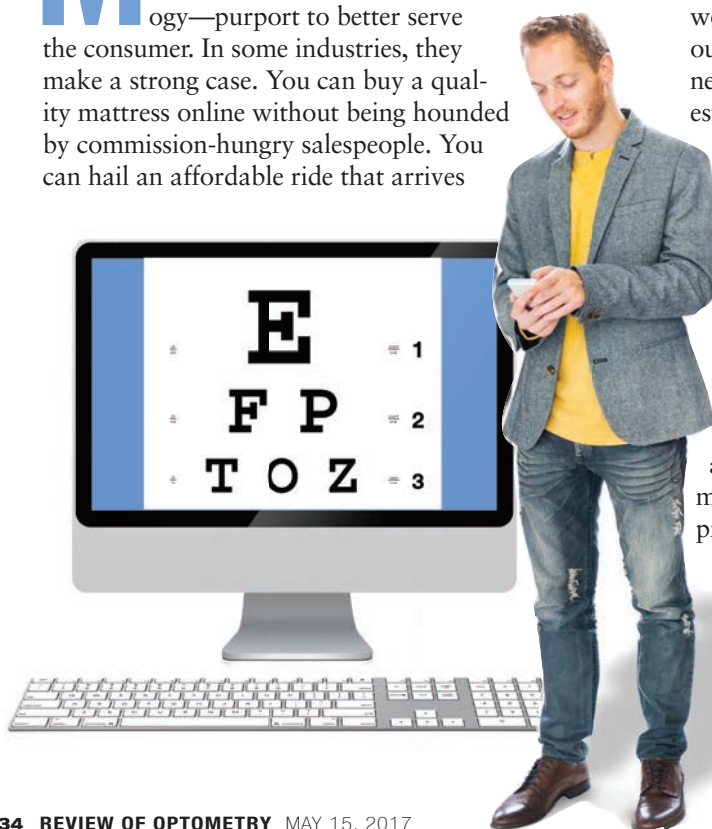 M
ogy—purport to better serve
the consumer. In some industries, they
make a strong case. You can buy a qual-
ity mattress online without being hounded
by commission-hungry salespeople. You
can hail an affordable ride that arrives
E
1
F P
2
T O Z
3
34 REVIEW OF OPTOMETRY MAY 15, 2017